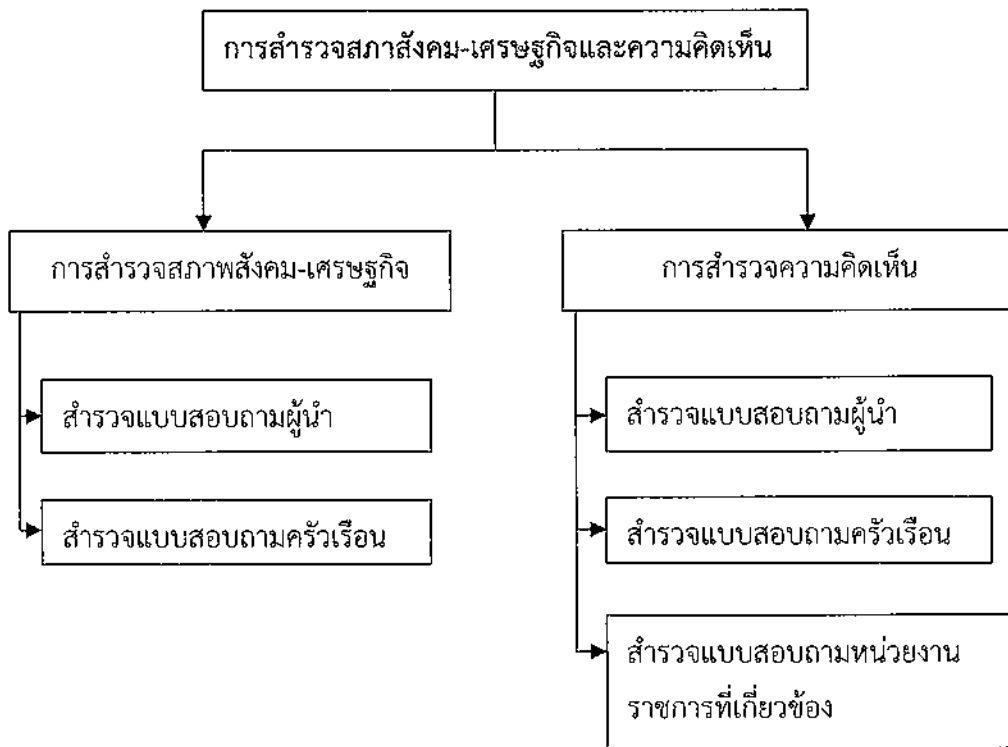 การสำรวจสภาสังคม-เศรษฐกิจและความคิดเห็น
การสำรวจสภาพสังคม-เศรษฐกิจ
สำรวจแบบสอบถามผู้นำ
สำรวจแบบสอบถามครัวเรือน
การสำรวจความคิดเห็น
สำรวจแบบสอบถามผู้นำ
สำรวจแบบสอบถามครัวเรือน
สำรวจแบบสอบถามหน่วยงาน
ราชการที่เกี่ยวข้อง